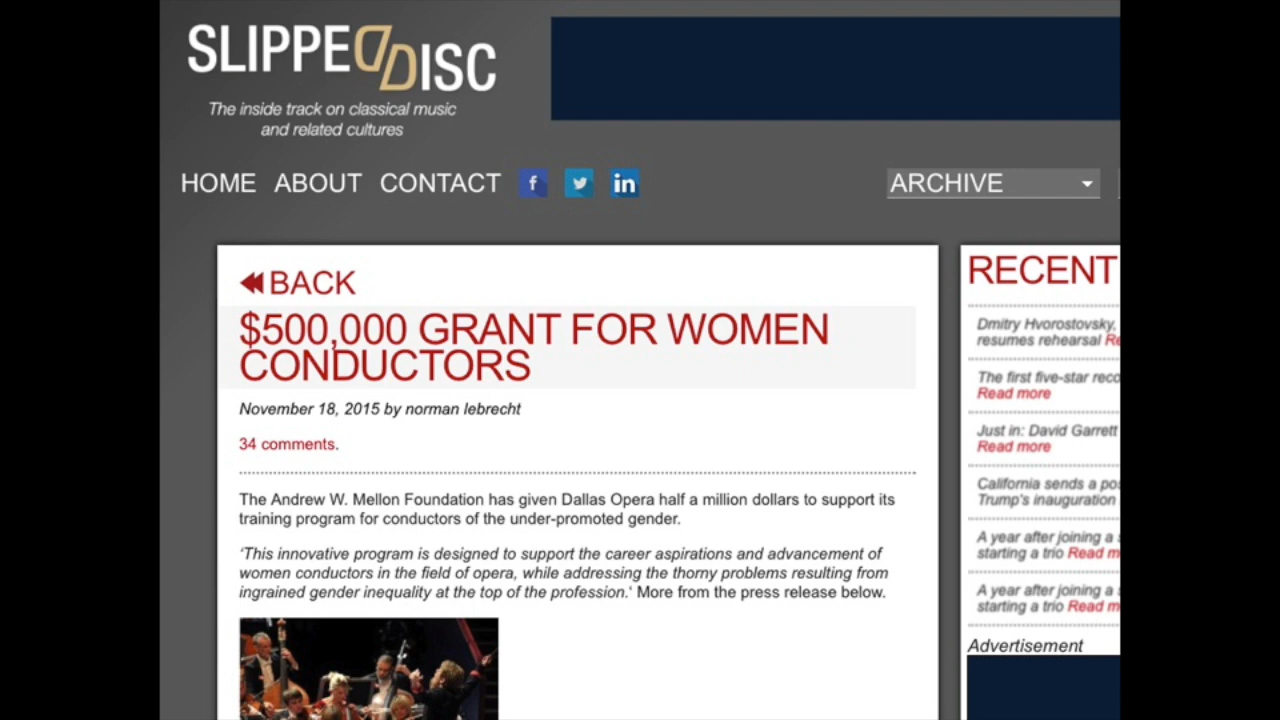 SLIPPEDDISC
The inside track on classical music
and related cultures
HOME ABOUT CONTACT f in ARCHIVE
BACK
$500,000 GRANT FOR WOMEN
CONDUCTORS
November 18, 2015 by norman lebrecht
34 comments.
The Andrew W. Mellon Foundation has given Dallas Opera half a million dollars to support its
training program for conductors of the under-promoted gender.
‘This innovative program is designed to support the career aspirations and advancement of
women conductors in the field of opera, while addressing the thorny problems resulting from
ingrained gender inequality at the top of the profession.‘ More from the press release below.
RECENT
Dmitry Hvorostovsky,
resumes rehearsal Re
The first five-star reco
Read more
Just in: David Garrett
Read more
California sends a po
Trump's inauguration
A year after joining a
starting a trio Read m
A year after joining a
starting a trio Read m
Advertisement